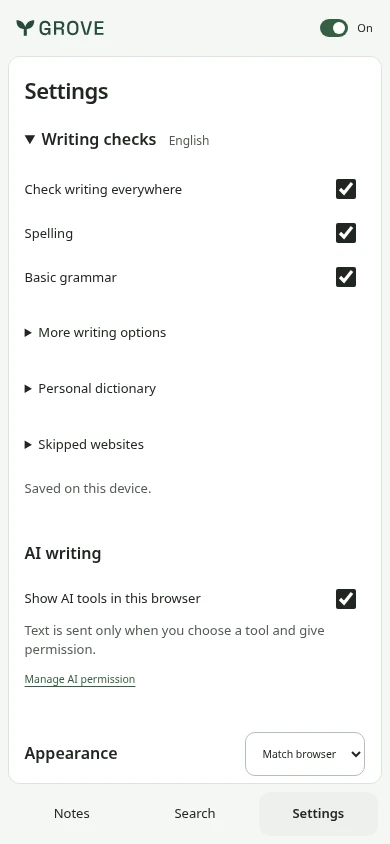 GROVE
On
Settings
Writing checks English
Check writing everywhere
Spelling
Basic grammar
More writing options
Personal dictionary
Skipped websites
Saved on this device.
AI writing
Show AI tools in this browser
Text is sent only when you choose a tool and give
permission.
Manage AI permission
Appearance
Match browser
Notes
Search
Settings